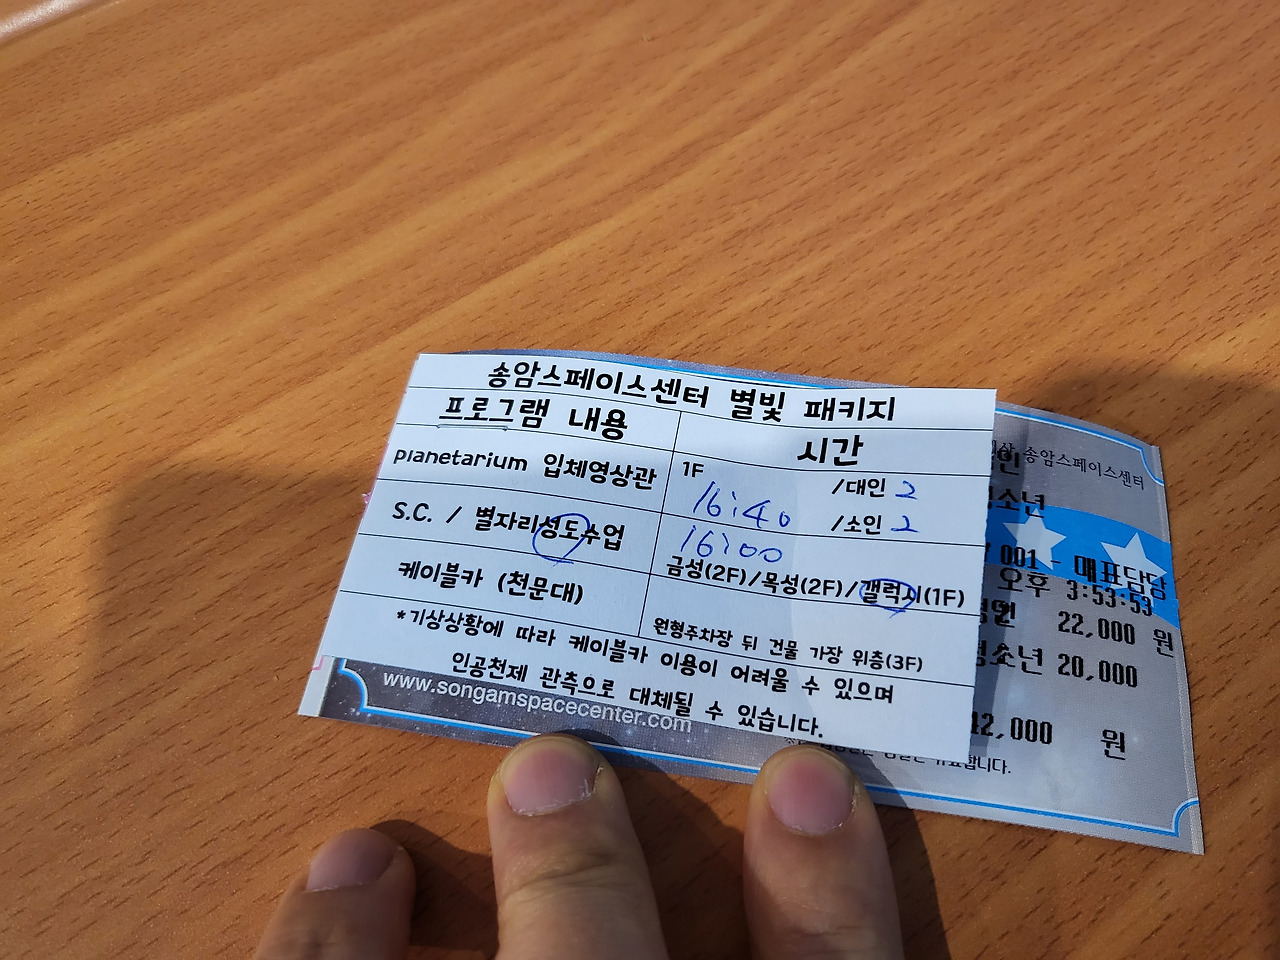 송암스페이스센터 별빛 패키지
프로그램 내용
시간
planetarium 입체영상관
1F
/대인 2
16:40
/소인 2
S.C. / 별자리성도수업
16:00
금성(2F)/목성(2F)/갤럭시(1F)
케이블카 (천문대)
원형주차장 뒤 건물 가장 위층(3F)
*기상상황에 따라 케이블카 이용이 어려울 수 있으며
인공천제 관측으로 대체될 수 있습니다.
www.songamspacecenter.com
송암스페이스센터
소년
001 - 매표담당
오후 3:53:53
22,000 원
소년 20,000
42,000 원